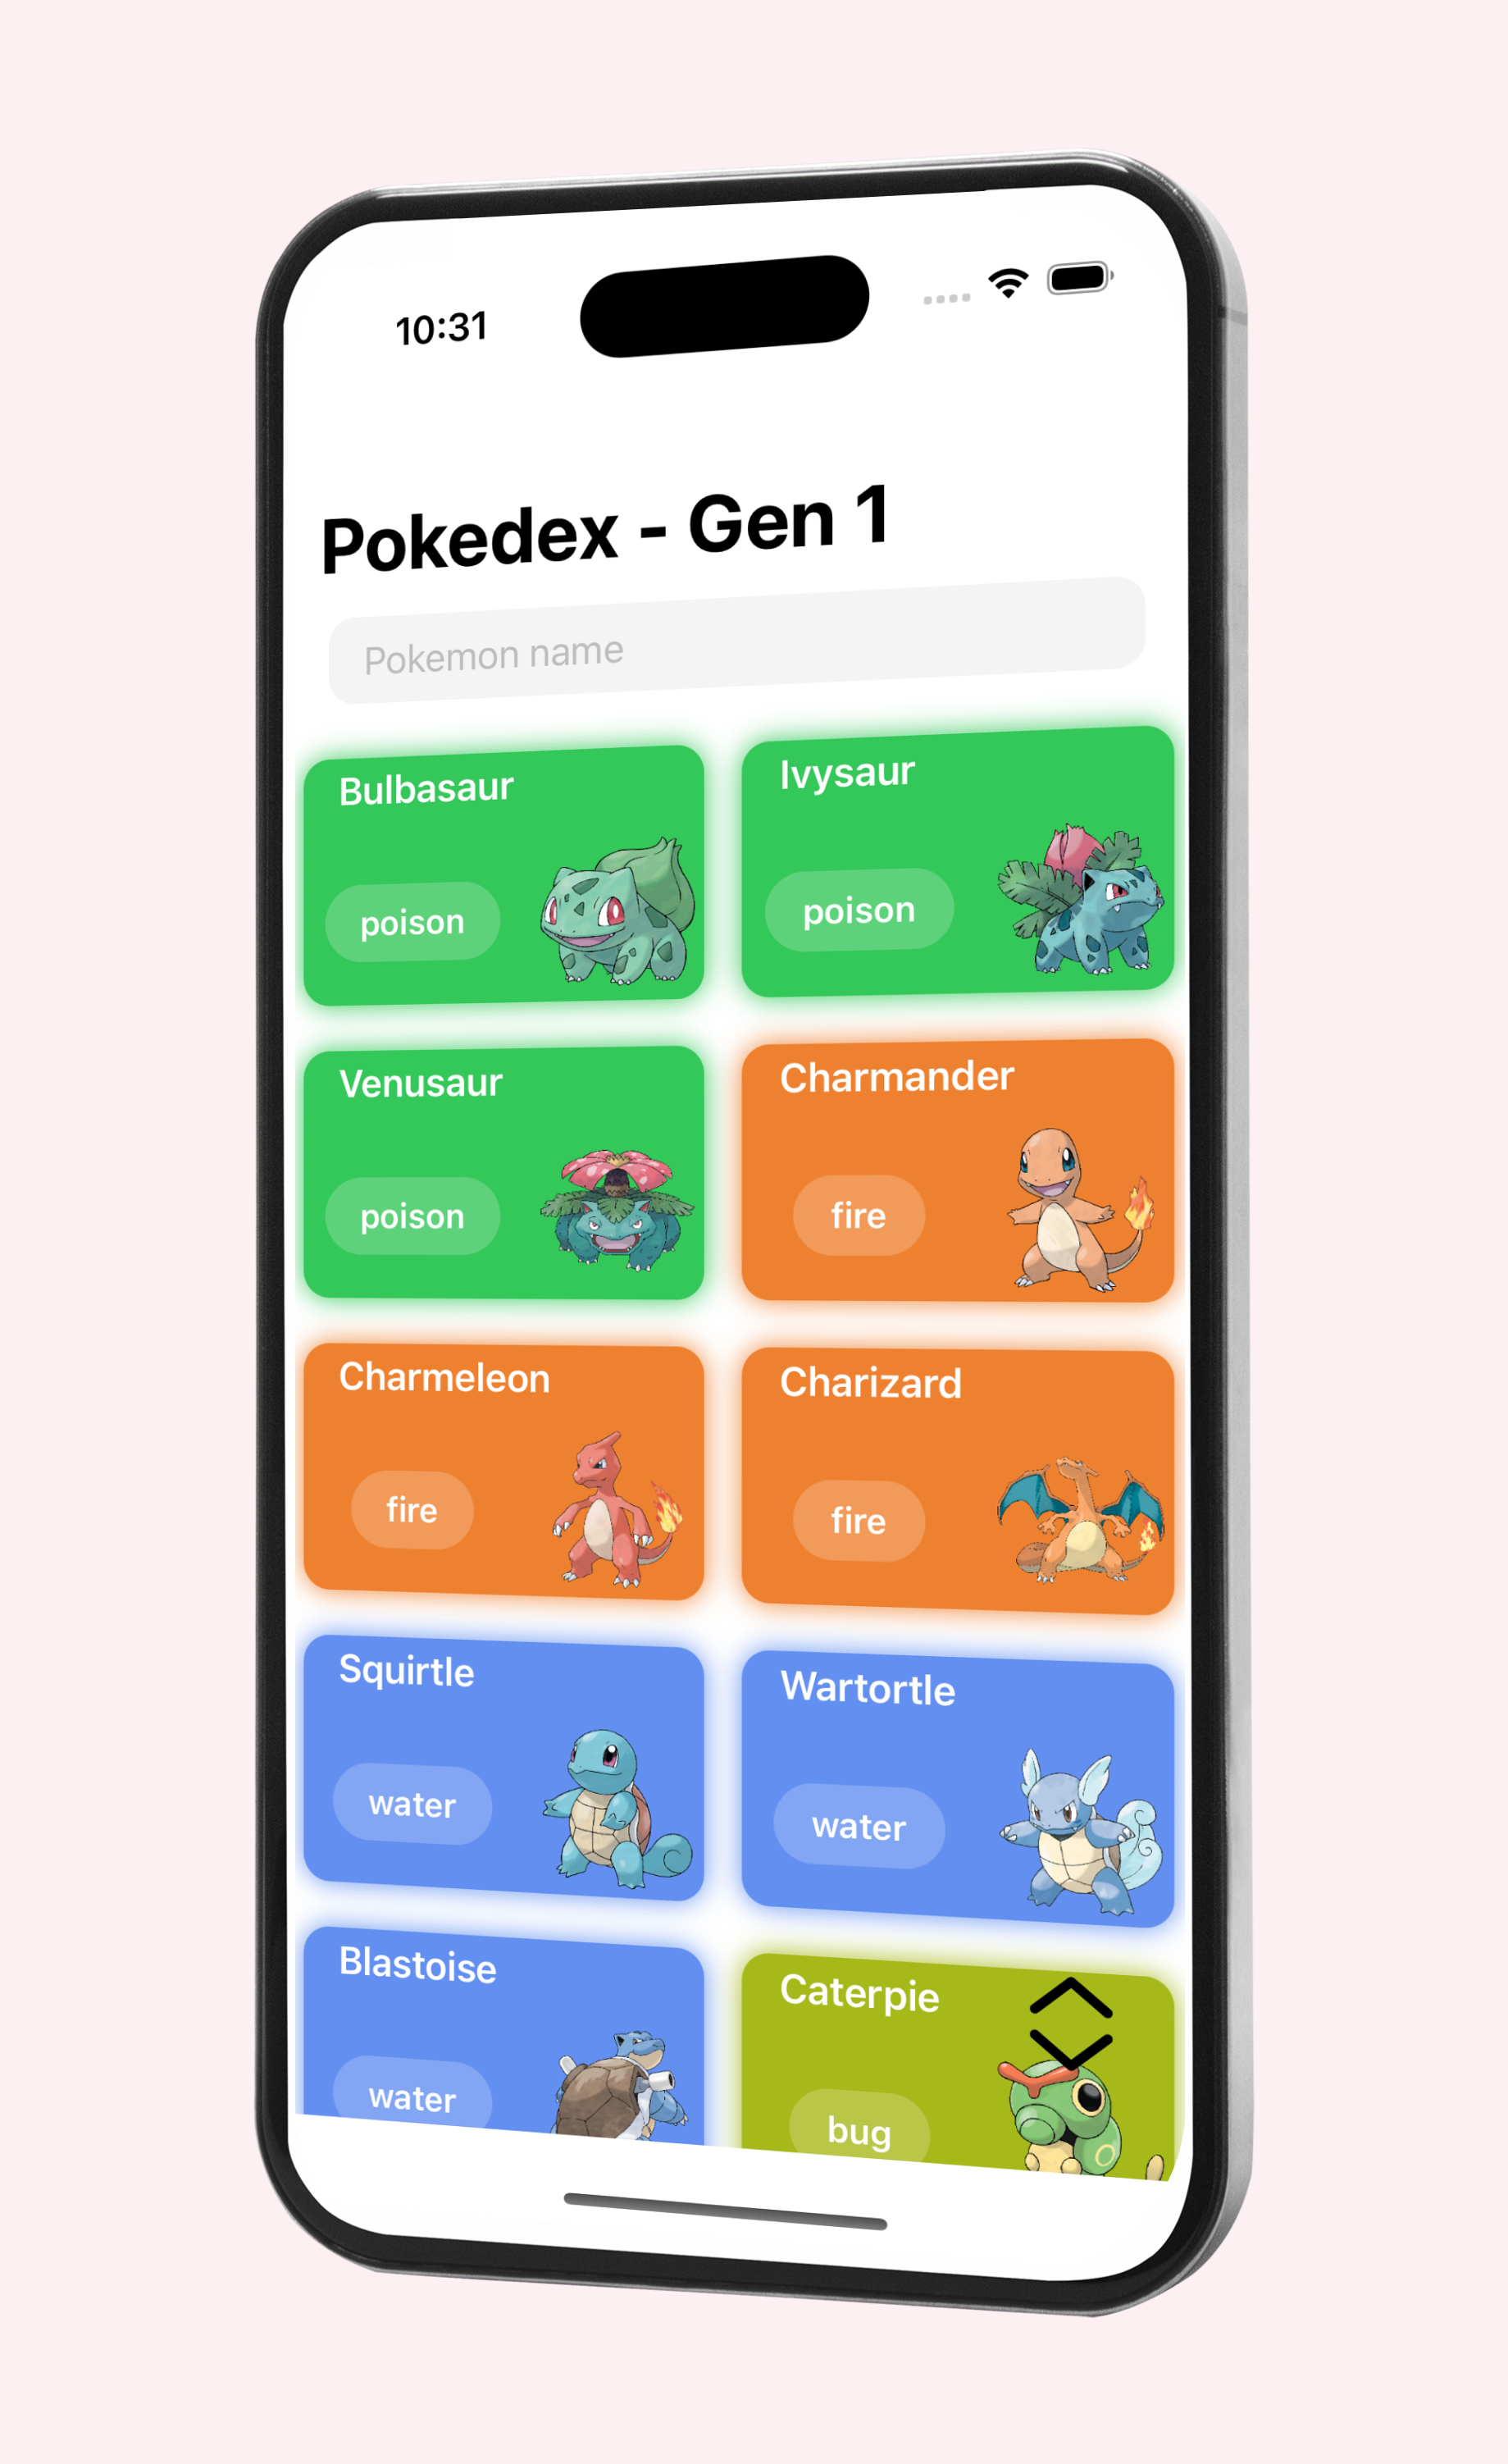 10:31
Pokedex - Gen 1
Pokemon name
Bulbasaur
poison
Ivysaur
poison
Venusaur
poison
Charmander
fire
Charmeleon
fire
Charizard
fire
Squirtle
water
Wartortle
water
Blastoise
water
Caterpie
bug